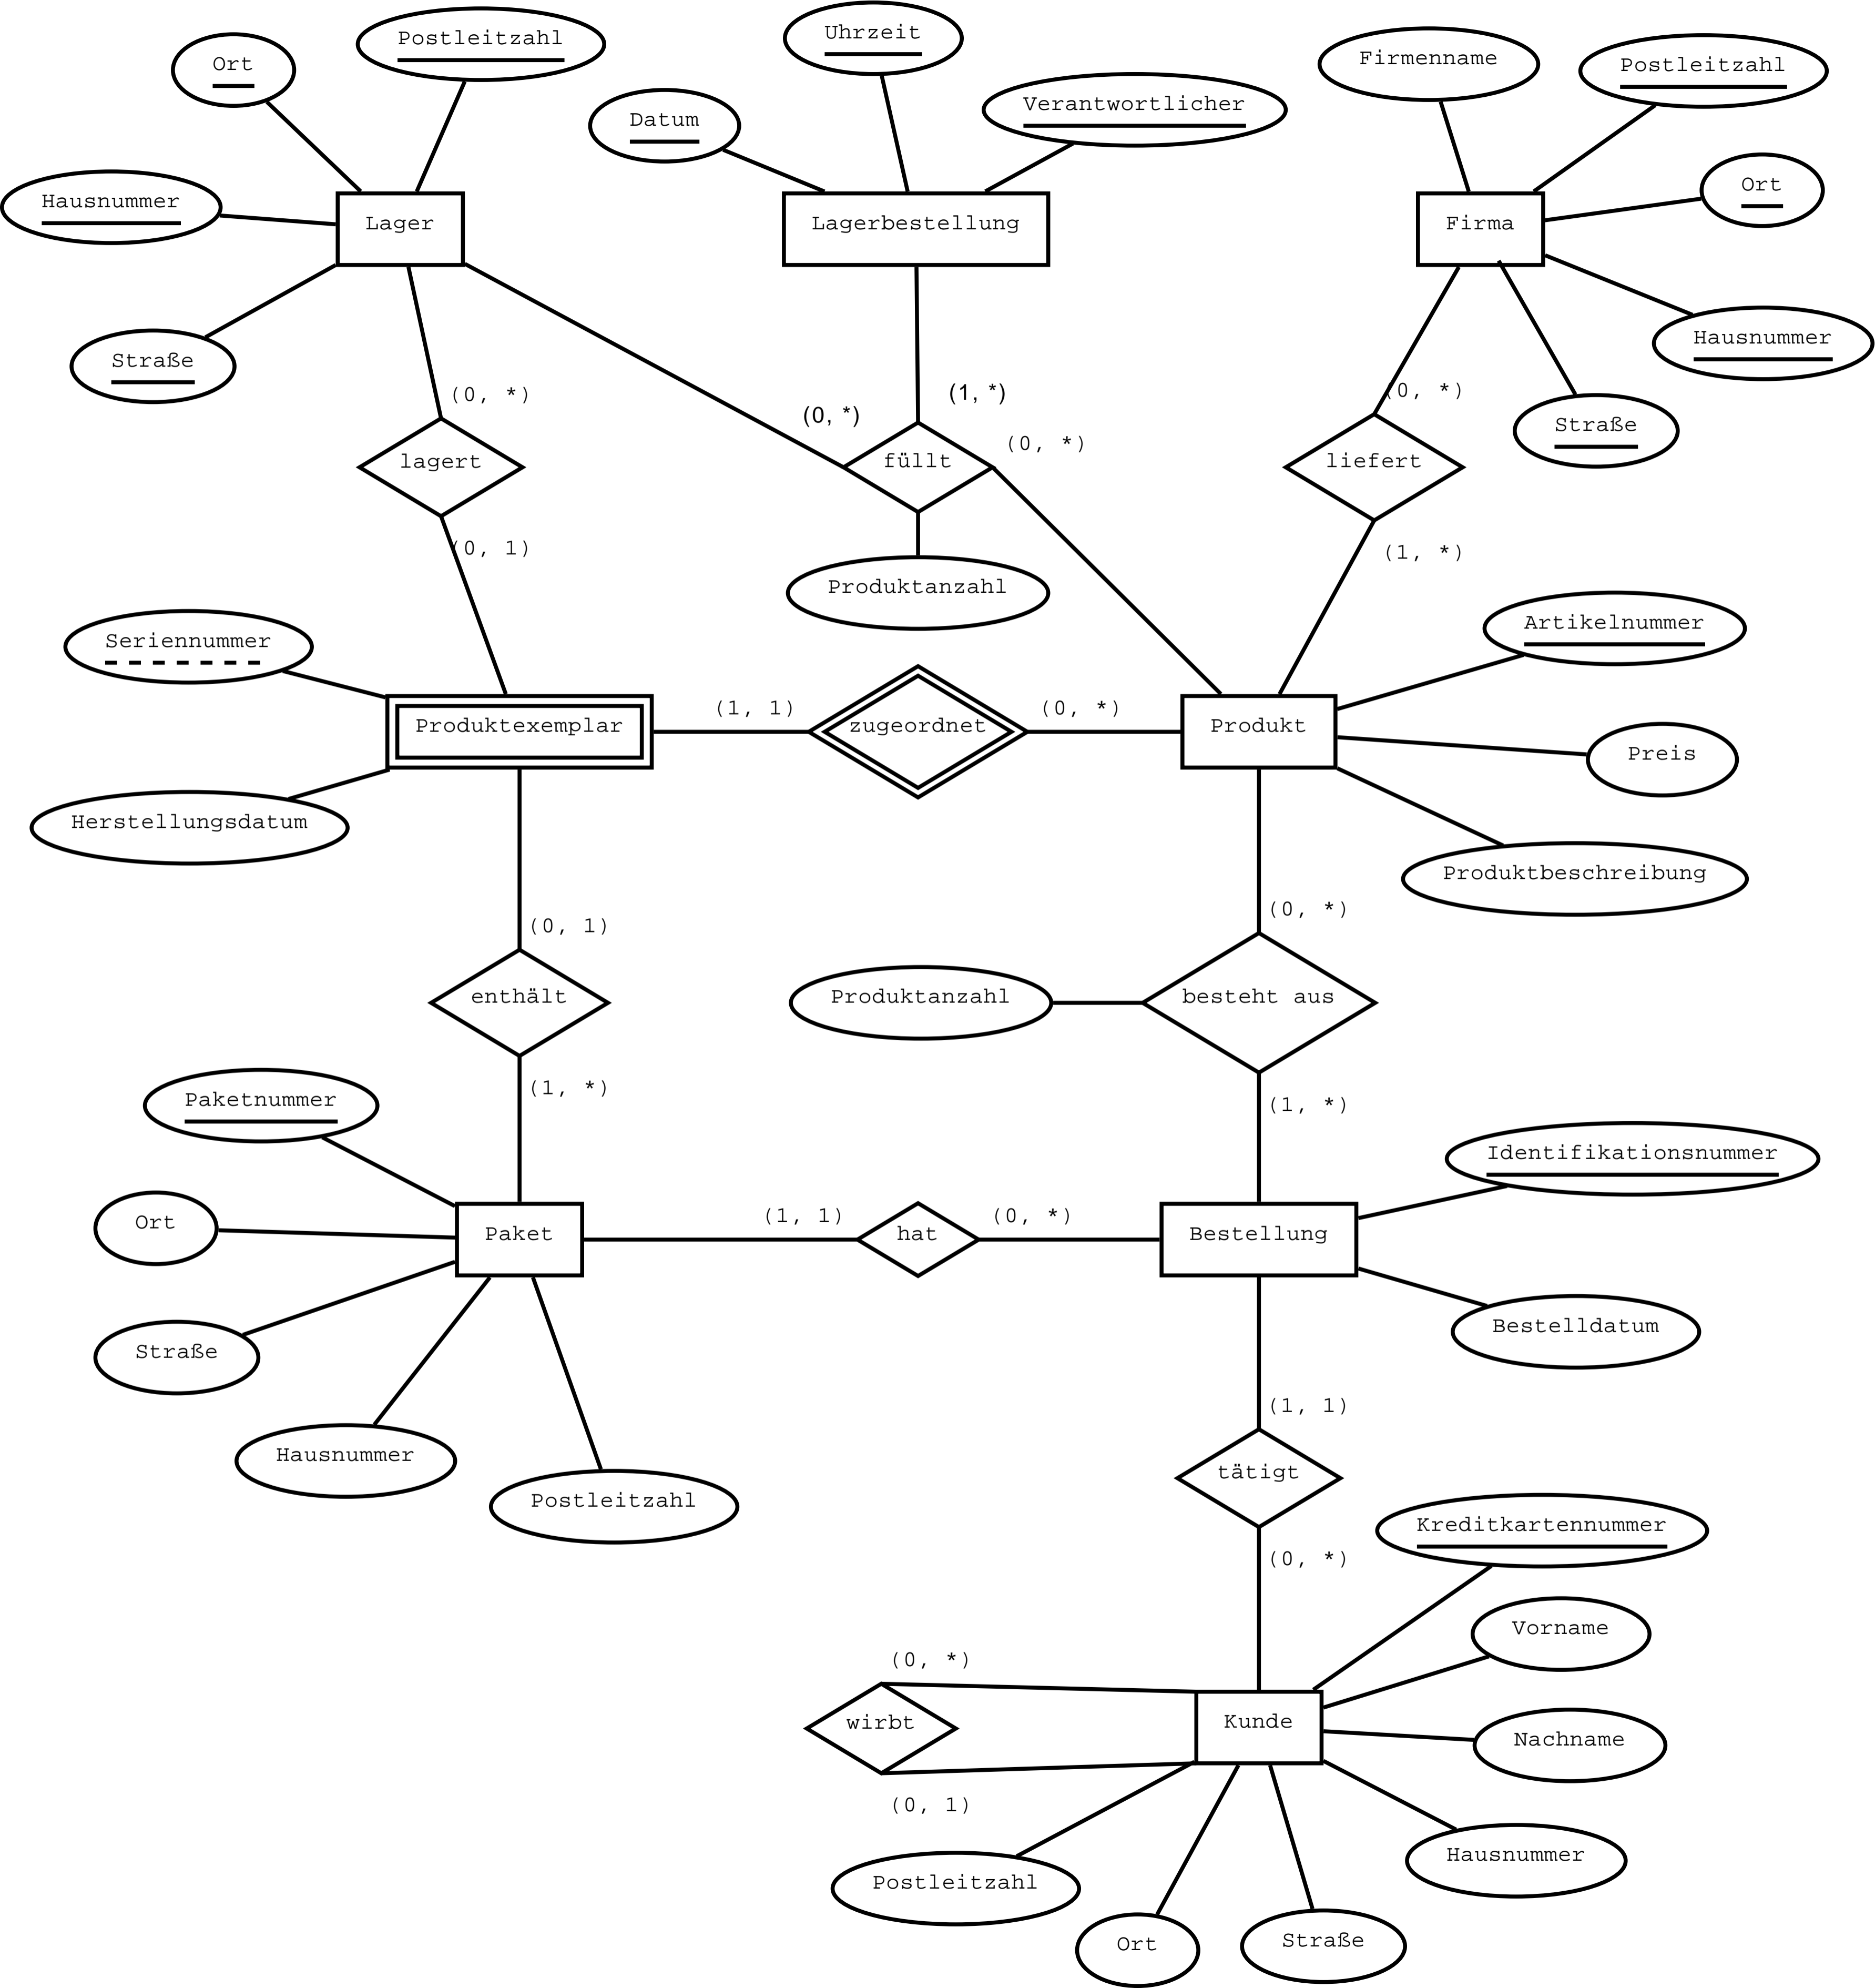 Uhrzeit
Postleitzahl
Ort
Firmenname
Postleitzahl
Verantwortlicher
Datum
Ort
Hausnummer
Lager
Lagerbestellung
Firma
Hausnummer
Straße
(0, *)
(1, *)
(0, *)
(0, *)
Straße
(0, *)
lagert
füllt
liefert
(0, 1)
(1, *)
Produktanzahl
Artikelnummer
Seriennummer
(1, 1)
(0, *)
Produktexemplar
zugeordnet
Produkt
Preis
Herstellungsdatum
Produktbeschreibung
(0, 1)
(0, *)
enthält
Produktanzahl
besteht aus
(1, *)
Paketnummer
(1, *)
Identifikationsnummer
Ort
(1, 1)
(0, *)
Paket
hat
Bestellung
Bestelldatum
Straße
(1, 1)
Hausnummer
tätigt
Postleitzahl
Kreditkartennummer
(0, *)
Vorname
(0, *)
wirbt
Kunde
Nachname
(0, 1)
Hausnummer
Postleitzahl
Ort
Straße